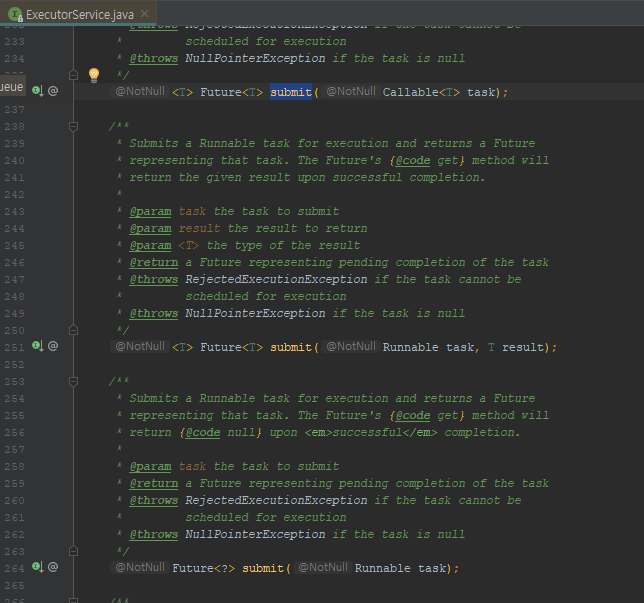 ExecutorService.java
* @throws RejectedExecutionException if the task cannot be
233 * scheduled for execution
234 * @throws NullPointerException if the task is null
235 */
ueue @ @NotNull <T> Future<T> submit( @NotNull Callable<T> task);
237
238 /**
239 * Submits a Runnable task for execution and returns a Future
240 * representing that task. The Future's {@code get} method will
241 * return the given result upon successful completion.
242 *
243 * @param task the task to submit
244 * @param result the result to return
245 * @param <T> the type of the result
246 * @return a Future representing pending completion of the task
247 * @throws RejectedExecutionException if the task cannot be
248 * scheduled for execution
249 * @throws NullPointerException if the task is null
250 */
251 @ @NotNull <T> Future<T> submit( @NotNull Runnable task, T result);
252
253 /**
254 * Submits a Runnable task for execution and returns a Future
255 * representing that task. The Future's {@code get} method will
256 * return {@code null} upon <em>successful</em> completion.
257 *
258 * @param task the task to submit
259 * @return a Future representing pending completion of the task
260 * @throws RejectedExecutionException if the task cannot be
261 * scheduled for execution
262 * @throws NullPointerException if the task is null
263 */
264 @ @NotNull Future<?> submit( @NotNull Runnable task);
265
266 /**